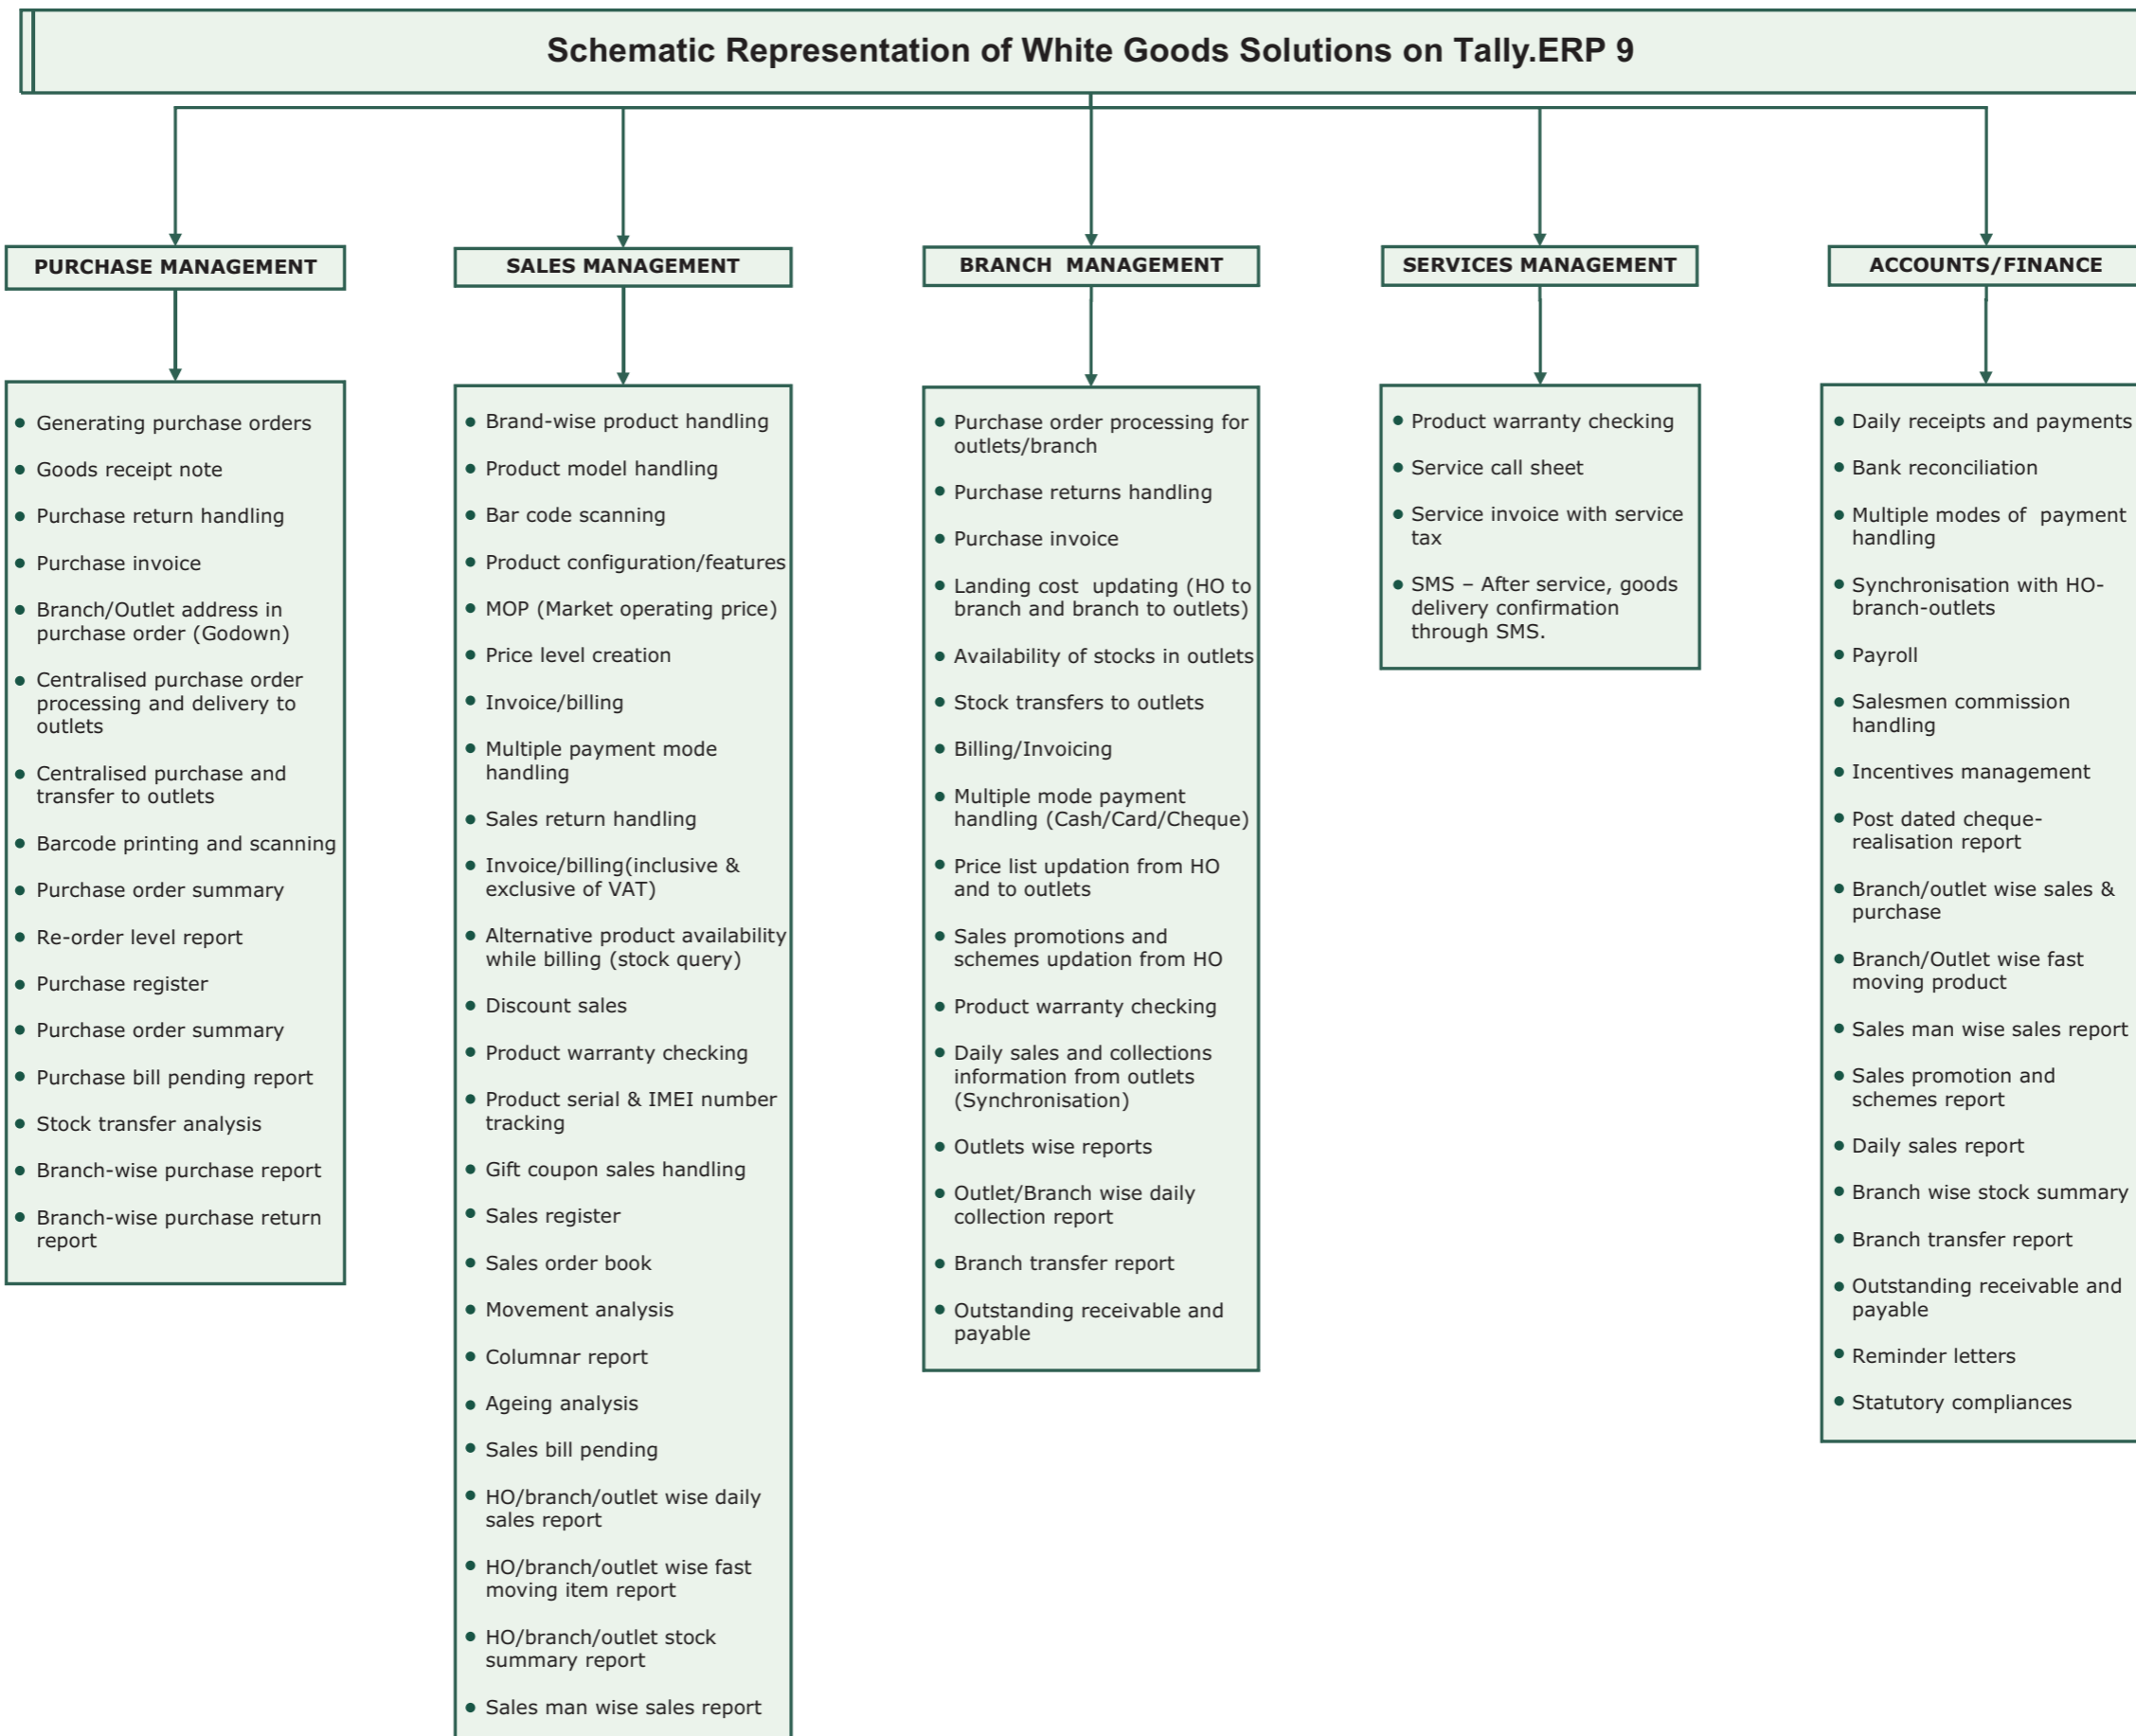 Schematic Representation of White Goods Solutions on Tally.ERP 9
PURCHASE MANAGEMENT
Generating purchase orders
Goods receipt note
Purchase return handling
Purchase invoice
Branch/Outlet address in
purchase order (Godown)
Centralised purchase order
processing and delivery to
outlets
Centralised purchase and
transfer to outlets
Barcode printing and scanning
Purchase order summary
Re-order level report
Purchase register
Purchase order summary
Purchase bill pending report
Stock transfer analysis
Branch-wise purchase report
Branch-wise purchase return
report
SALES MANAGEMENT
Brand-wise product handling
Product model handling
Bar code scanning
Product configuration/features
MOP (Market operating price)
Price level creation
Invoice/billing
Multiple payment mode
handling
Sales return handling
Invoice/billing(inclusive &
exclusive of VAT)
Alternative product availability
while billing (stock query)
Discount sales
Product warranty checking
Product serial & IMEI number
tracking
Gift coupon sales handling
Sales register
Sales order book
Movement analysis
Columnar report
Ageing analysis
Sales bill pending
HO/branch/outlet wise daily
sales report
HO/branch/outlet wise fast
moving item report
HO/branch/outlet stock
summary report
Sales man wise sales report
BRANCH  MANAGEMENT
Purchase order processing for
outlets/branch
Purchase returns handling
Purchase invoice
Landing cost  updating (HO to
branch and branch to outlets)
Availability of stocks in outlets
Stock transfers to outlets
Billing/Invoicing
Multiple mode payment
handling (Cash/Card/Cheque)
Price list updation from HO
and to outlets
Sales promotions and
schemes updation from HO
Product warranty checking
Daily sales and collections
information from outlets
(Synchronisation)
Outlets wise reports
Outlet/Branch wise daily
collection report
Branch transfer report
Outstanding receivable and
payable
SERVICES MANAGEMENT
Product warranty checking
Service call sheet
Service invoice with service
tax
SMS – After service, goods
delivery confirmation
through SMS.
ACCOUNTS/FINANCE
Daily receipts and payments
Bank reconciliation
Multiple modes of  payment
handling
Synchronisation with HO-
branch-outlets
Payroll
Salesmen commission
handling
Incentives management
Post dated cheque-
realisation report
Branch/outlet wise sales &
purchase
Branch/Outlet wise fast
moving product
Sales man wise sales report
Sales promotion and
schemes report
Daily sales report
Branch wise stock summary
Branch transfer report
Outstanding receivable and
payable
Reminder letters
Statutory compliances